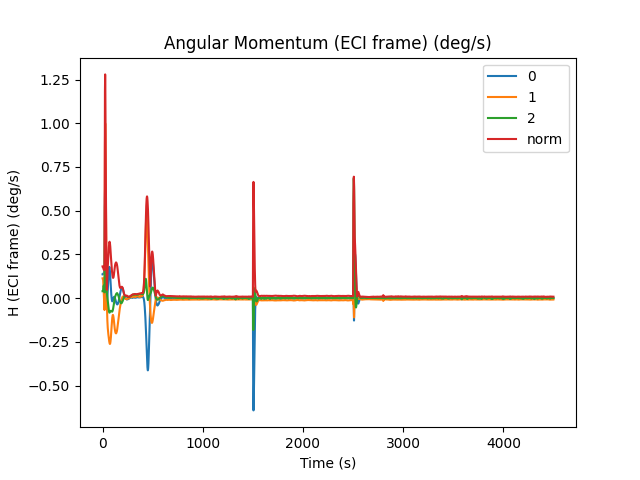 Angular Momentum (ECI frame) (deg/s)
H (ECI frame) (deg/s)
1.25
1.00
0.75
0.50
0.25
0.00
−0.25
−0.50
0
1
2
norm
0 1000 2000 3000 4000
Time (s)